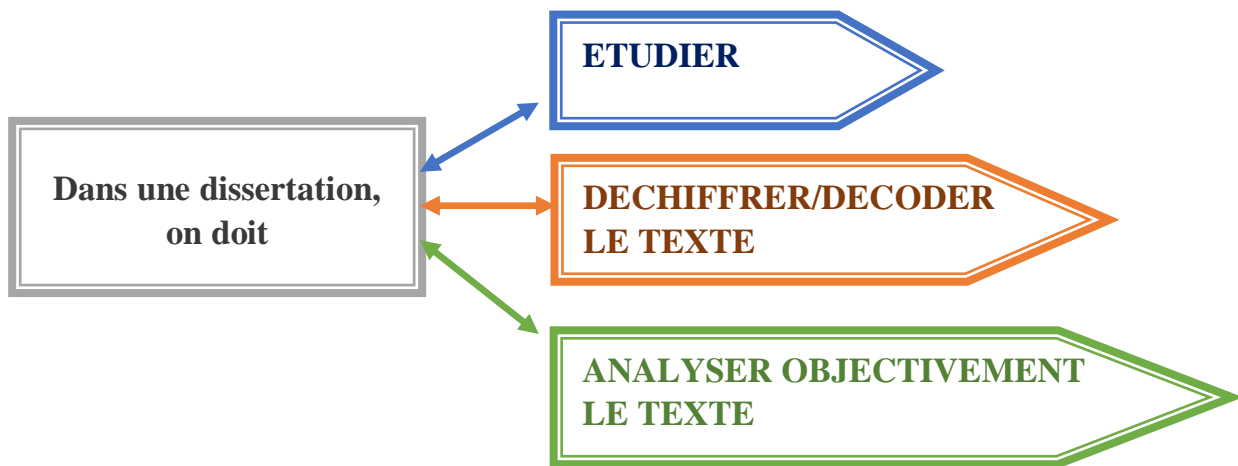 ETUDIER
Dans une dissertation,
on doit
DECHIFFRER/DECODER
LE TEXTE
ANALYSER OBJECTIVEMENT
LE TEXTE